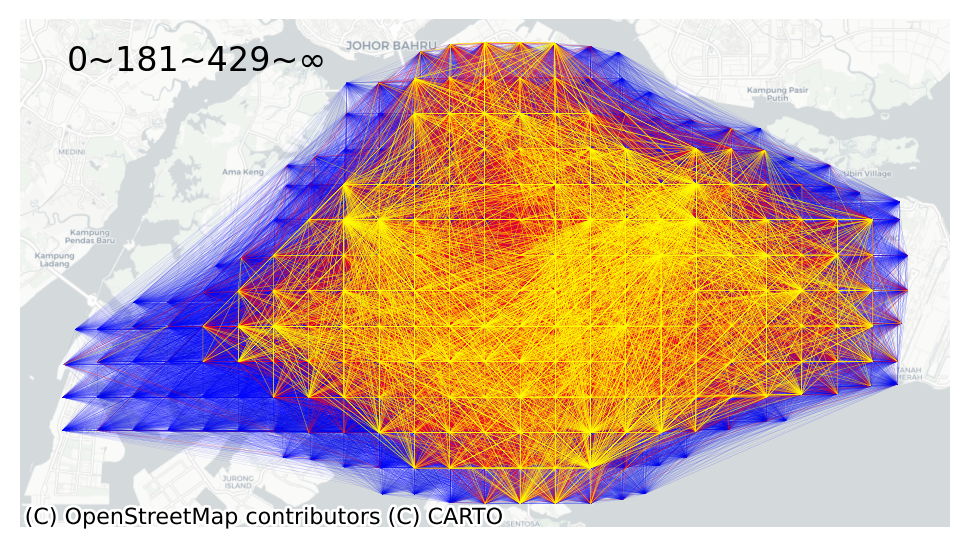 0~181~429~∞
JOHOR BAHRU
Kampung Pasir
Putih
MEDINI
Ama Keng
Ubin Village
Kampung
Pendas Baru
Kampung
Ladang
TANAH
MERAH
JURONG
ISLAND
SENTOSA
(C) OpenStreetMap contributors (C) CARTO